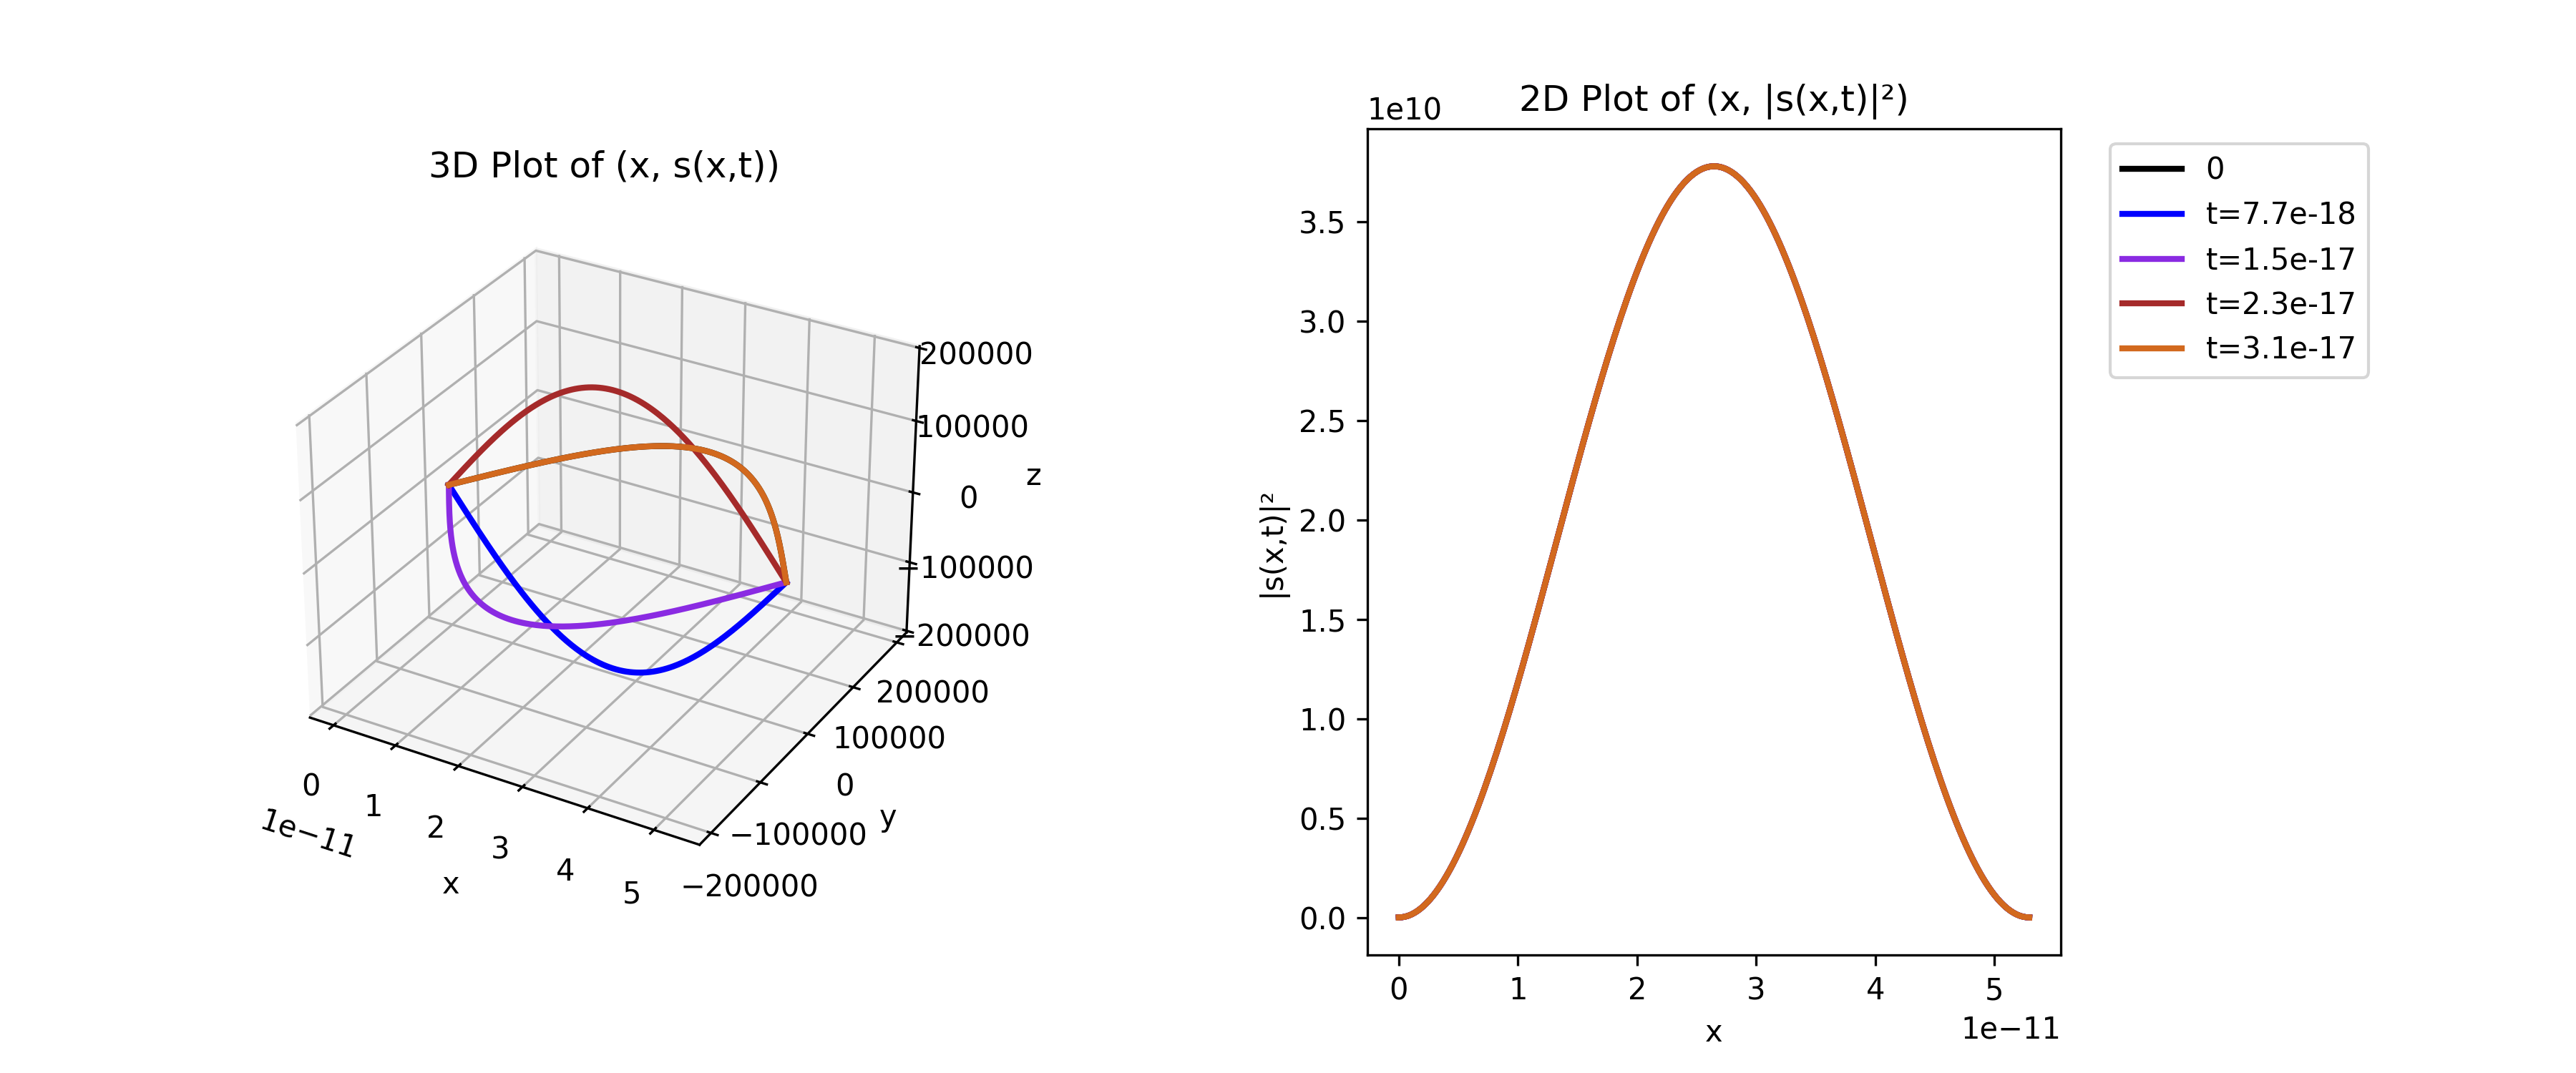 3D Plot of (x, s(x,t))
200000
100000
0
z
−100000
−200000
200000
100000
0
y
−100000
−200000
0
1
2
3
4
5
1e−11
x
1e10
2D Plot of (x, |s(x,t)|²)
3.5
3.0
2.5
2.0
1.5
1.0
0.5
0.0
|s(x,t)|²
0 1 2 3 4 5
1e−11
x
0
t=7.7e-18
t=1.5e-17
t=2.3e-17
t=3.1e-17